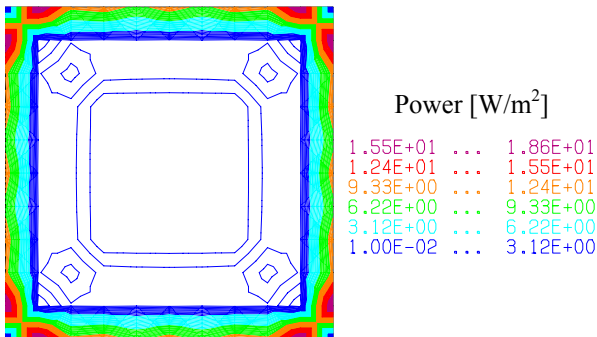 Power [W/m²]
1.55E+01 ... 1.86E+01
1.24E+01 ... 1.55E+01
9.33E+00 ... 1.24E+01
6.22E+00 ... 9.33E+00
3.12E+00 ... 6.22E+00
1.00E-02 ... 3.12E+00